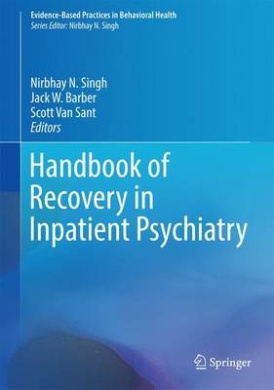 Evidence-Based Practices in Behavioral Health
Series Editor: Nirbhay N. Singh
Nirbhay N. Singh
Jack W. Barber
Scott Van Sant
Editors
Handbook of
Recovery in
Inpatient Psychiatry
Springer